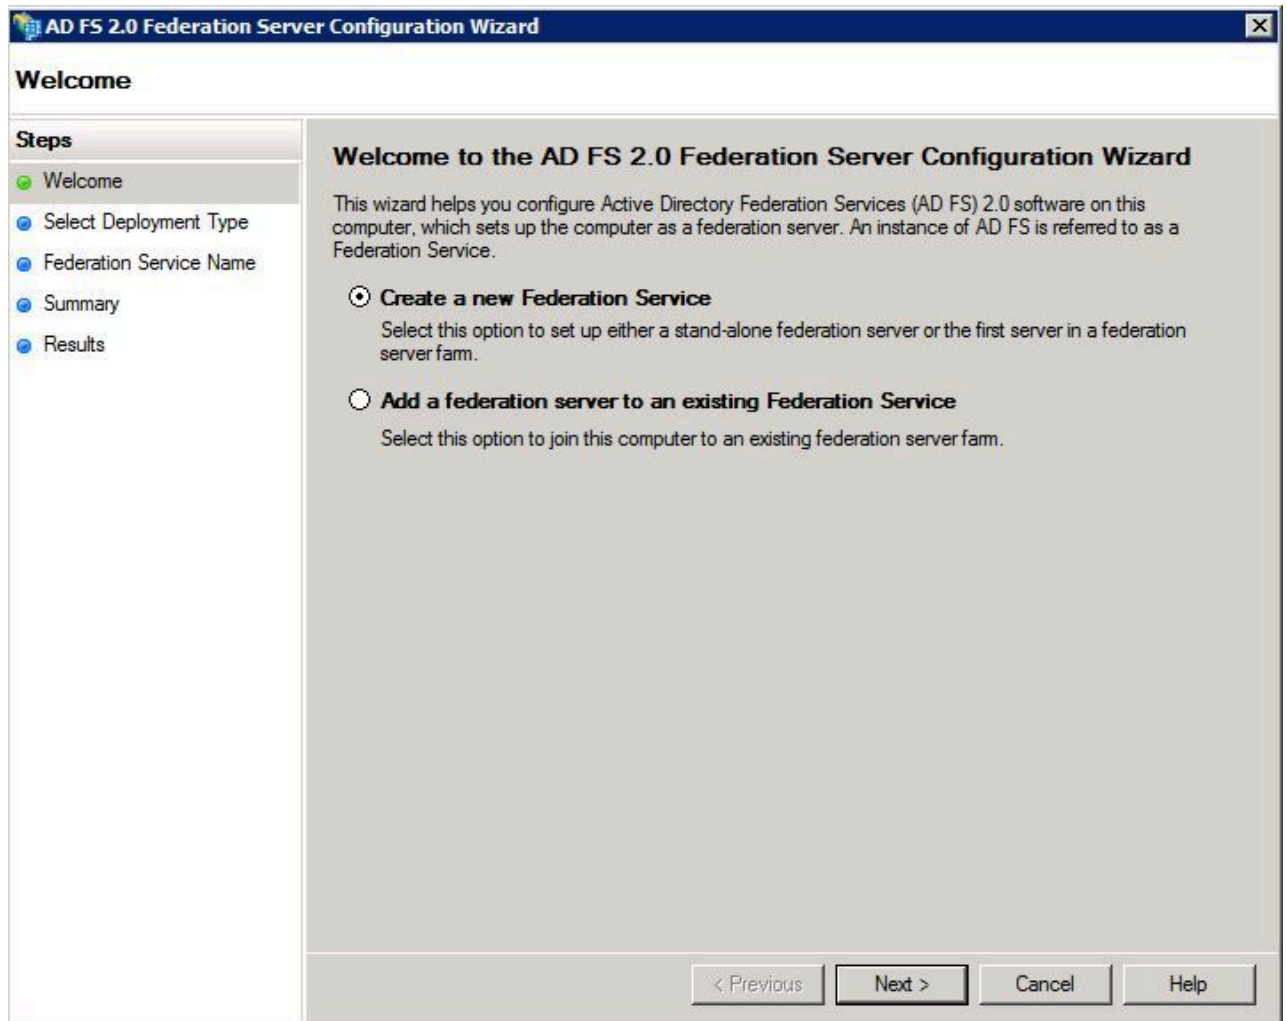 AD FS 2.0 Federation Server Configuration Wizard
Welcome
Steps
Welcome
Select Deployment Type
Federation Service Name
Summary
Results
Welcome to the AD FS 2.0 Federation Server Configuration Wizard
This wizard helps you configure Active Directory Federation Services (AD FS) 2.0 software on this
computer, which sets up the computer as a federation server. An instance of AD FS is referred to as a
Federation Service.
Create a new Federation Service
Select this option to set up either a stand-alone federation server or the first server in a federation
server farm.
Add a federation server to an existing Federation Service
Select this option to join this computer to an existing federation server farm.
< Previous
Next >
Cancel
Help